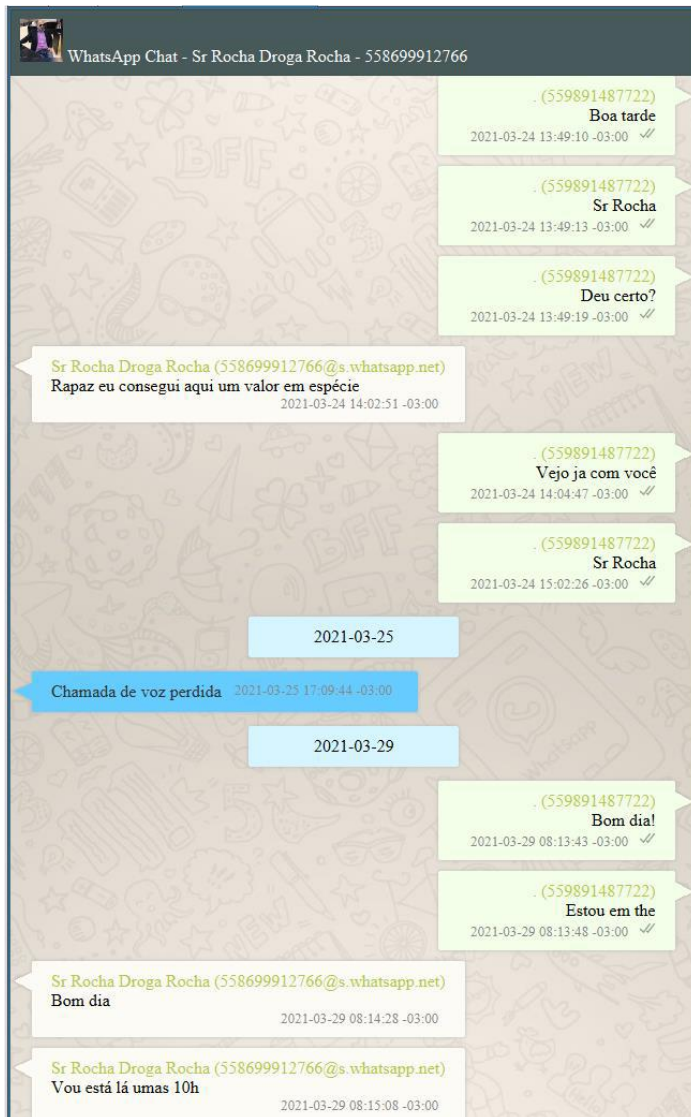 WhatsApp Chat - Sr Rocha Droga Rocha - 558699912766
. (559891487722)
Boa tarde
2021-03-24 13:49:10 -03:00
. (559891487722)
Sr Rocha
2021-03-24 13:49:13 -03:00
. (559891487722)
Deu certo?
2021-03-24 13:49:19 -03:00
Sr Rocha Droga Rocha (558699912766@s.whatsapp.net)
Rapaz eu consegui aqui um valor em espécie
2021-03-24 14:02:51 -03:00
. (559891487722)
Vejo ja com você
2021-03-24 14:04:47 -03:00
. (559891487722)
Sr Rocha
2021-03-24 15:02:26 -03:00
2021-03-25
Chamada de voz perdida 2021-03-25 17:09:44 -03:00
2021-03-29
. (559891487722)
Bom dia!
2021-03-29 08:13:43 -03:00
. (559891487722)
Estou em the
2021-03-29 08:13:48 -03:00
Sr Rocha Droga Rocha (558699912766@s.whatsapp.net)
Bom dia
2021-03-29 08:14:28 -03:00
Sr Rocha Droga Rocha (558699912766@s.whatsapp.net)
Vou está lá umas 10h
2021-03-29 08:15:08 -03:00